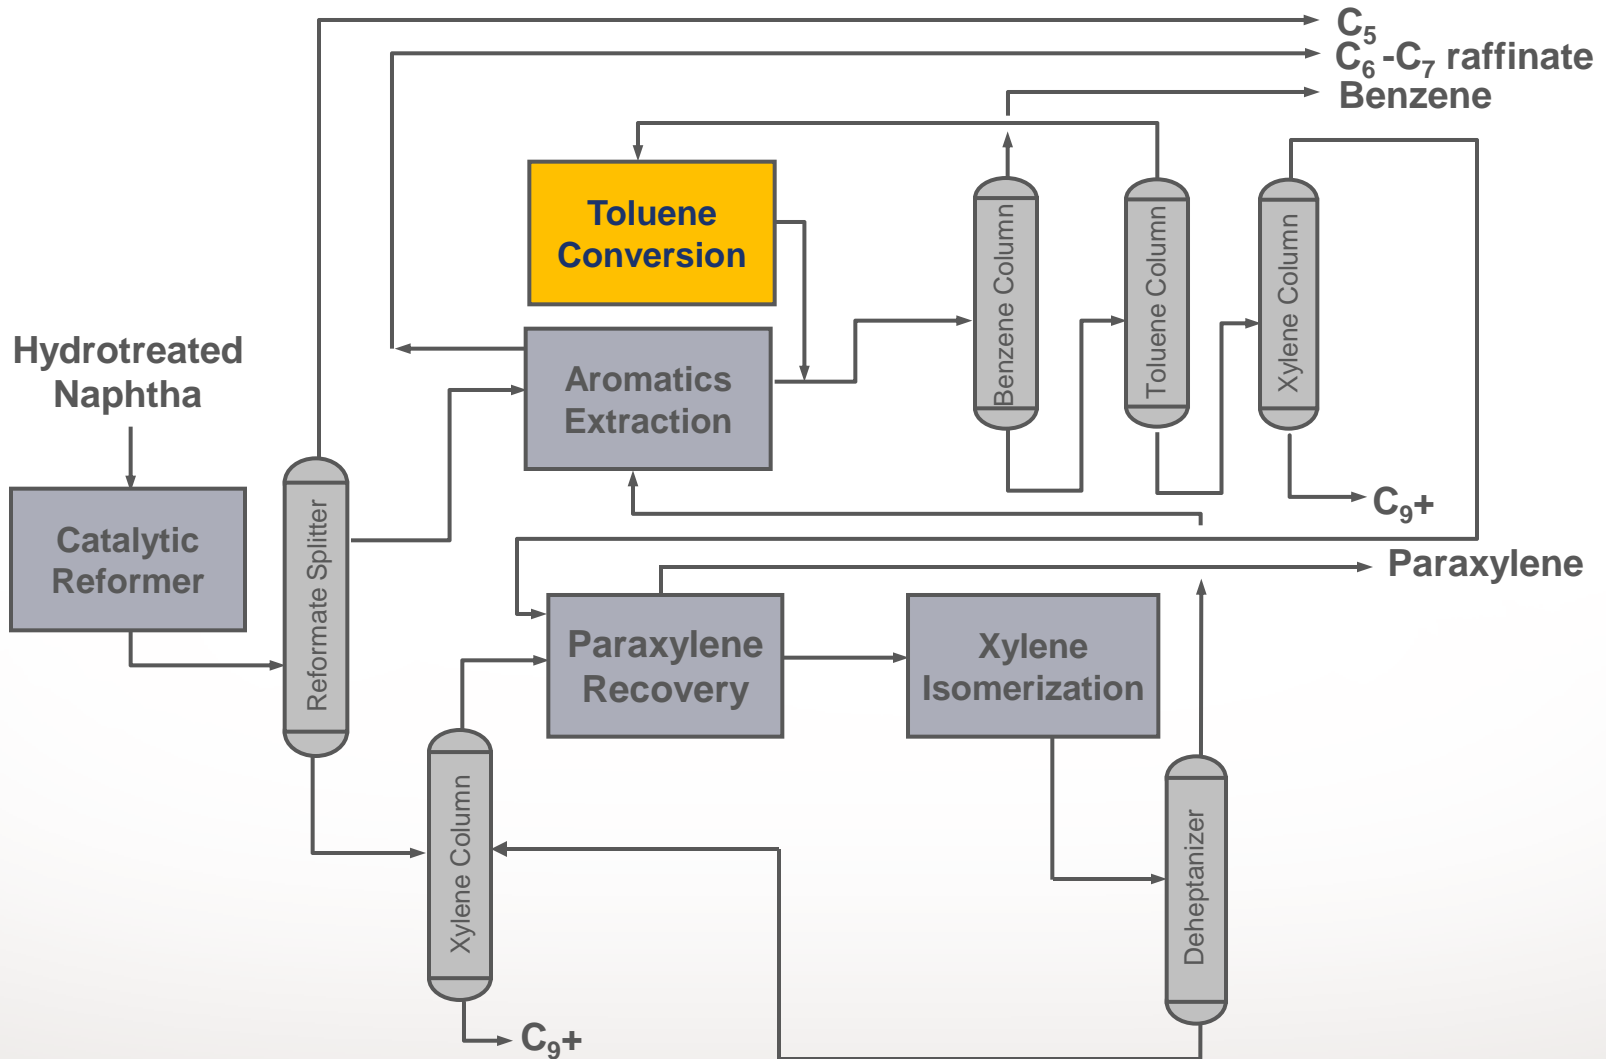 C₅
C₆-C₇ raffinate
Benzene
Toluene
Conversion
Benzene Column
Toluene Column
Xylene Column
Hydrotreated
Naphtha
Aromatics
Extraction
C₉+
Catalytic
Reformer
Reformate Splitter
Paraxylene
Paraxylene
Recovery
Xylene
Isomerization
Xylene Column
Deheptanizer
C₉+